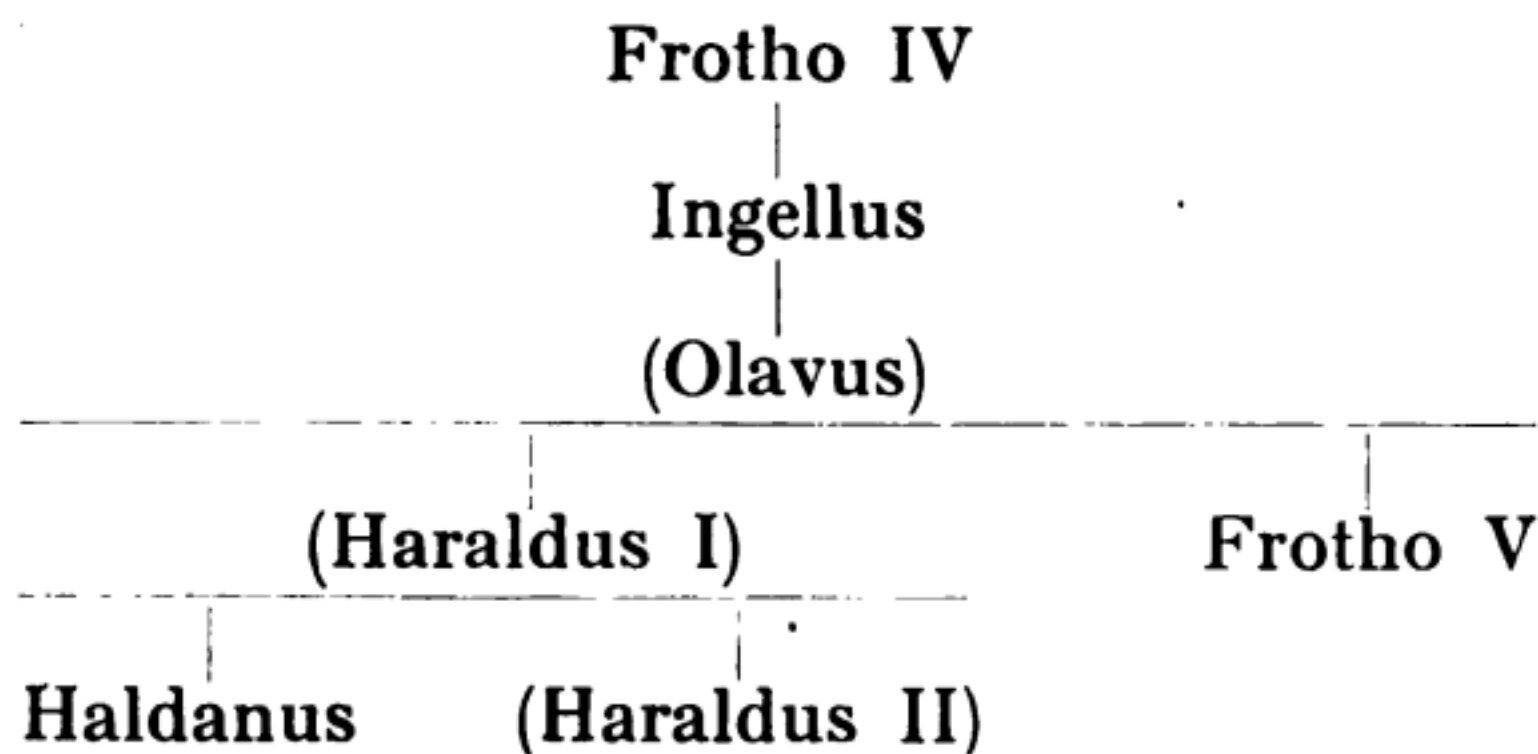 Frotho IV
Ingellus
(Olavus)
(Haraldus I) Frotho V
Haldanus (Haraldus II)